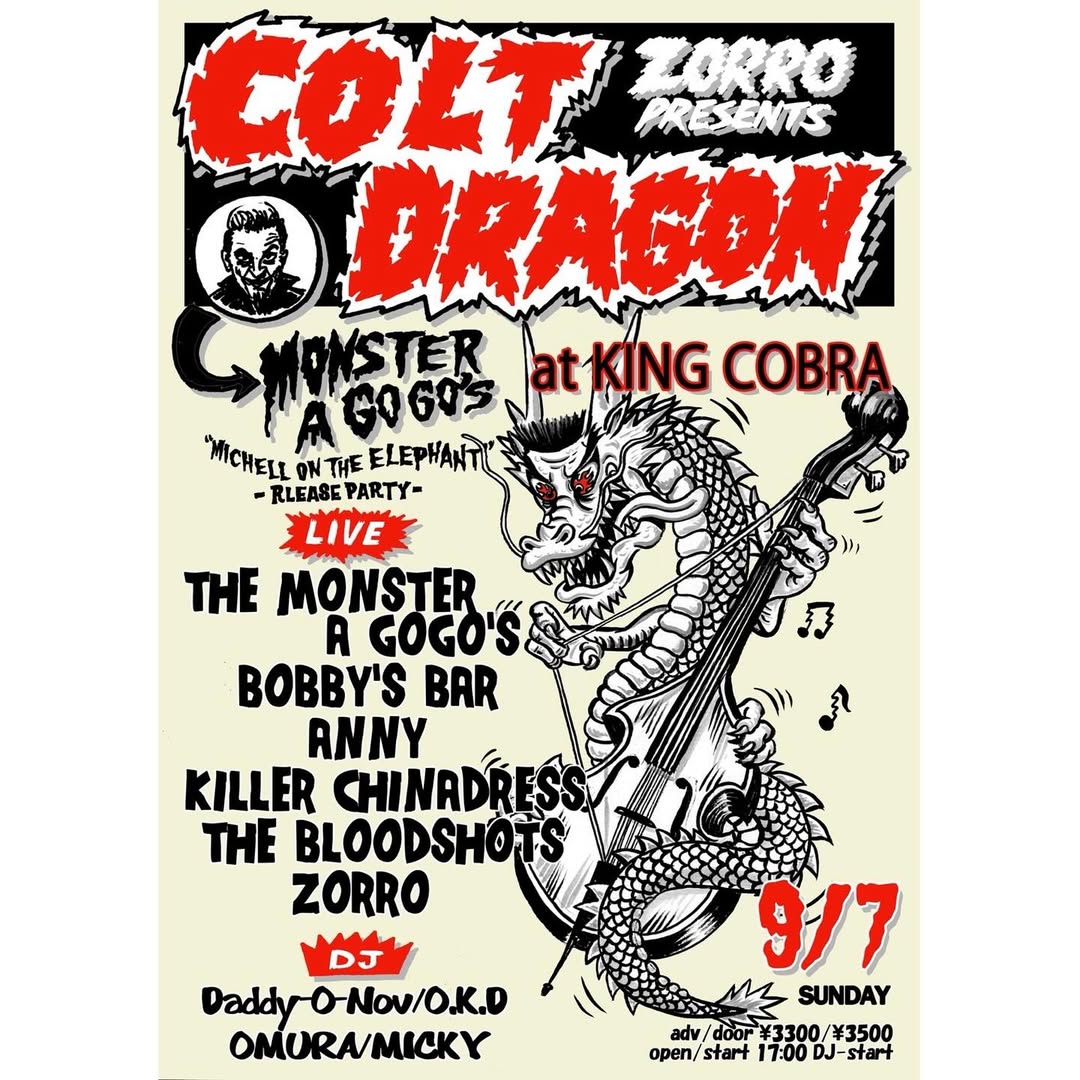 COLT
ZORRO
PRESENTS
DRAGON
MONSTER
A GO GO'S
at KING COBRA
"MICHELL ON THE ELEPHANT"
- RLEASE PARTY -
LIVE
THE MONSTER
A GOGO'S
BOBBY'S BAR
ANNY
KILLER CHINADRESS
THE BLOODSHOTS
ZORRO
DJ
Daddy-O-Nov/O.K.D
OMURA/MICKY
9/7
SUNDAY
adv/door ¥3300/¥3500
open/start 17:00 DJ-start